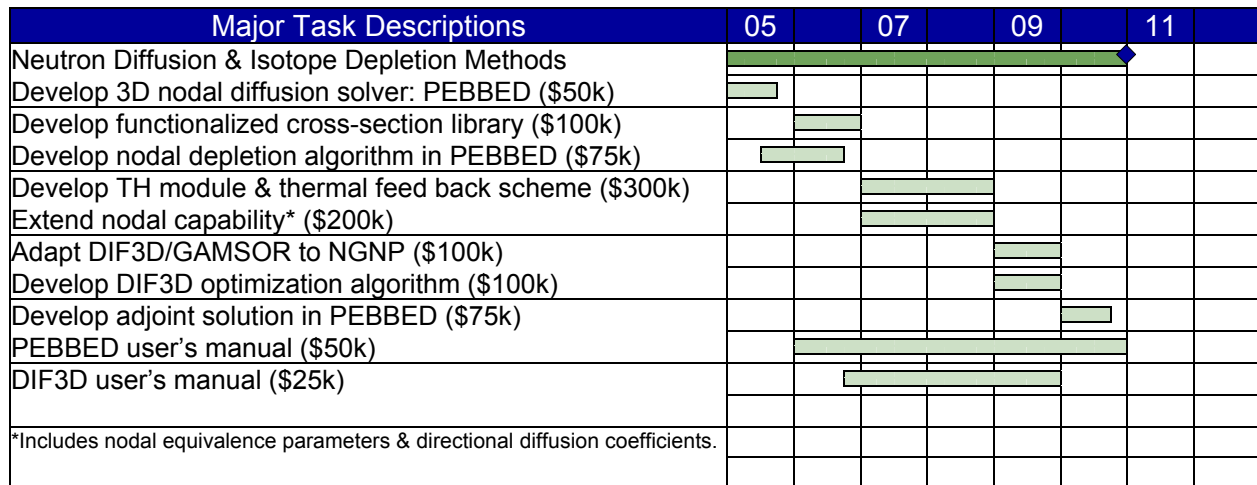 Major Task Descriptions 05 07 09 11
Neutron Diffusion & Isotope Depletion Methods
Develop 3D nodal diffusion solver: PEBBED ($50k)
Develop functionalized cross-section library ($100k)
Develop nodal depletion algorithm in PEBBED ($75k)
Develop TH module & thermal feed back scheme ($300k)
Extend nodal capability* ($200k)
Adapt DIF3D/GAMSOR to NGNP ($100k)
Develop DIF3D optimization algorithm ($100k)
Develop adjoint solution in PEBBED ($75k)
PEBBED user’s manual ($50k)
DIF3D user’s manual ($25k)
*Includes nodal equivalence parameters & directional diffusion coefficients.